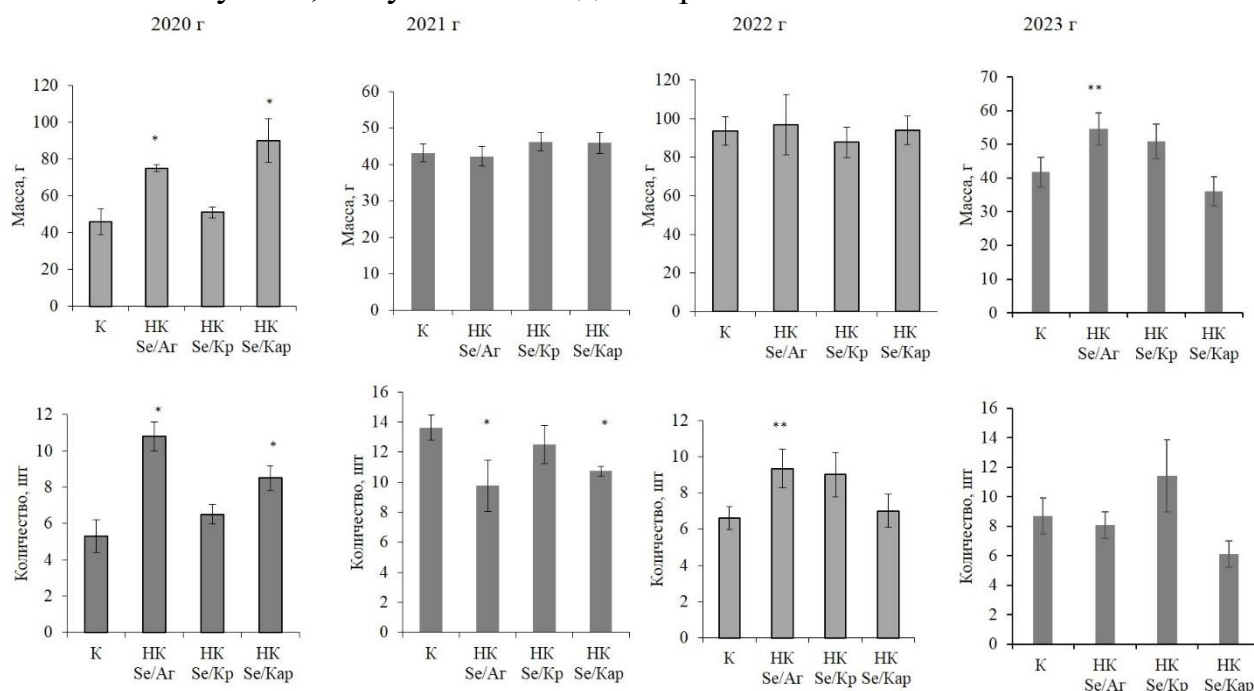 2020 г
2021 г
2022 г
2023 г
Масса, г
120
100
80
60
40
20
0
*
*
К
НК
Se/Аг
НК
Se/Кр
НК
Se/Кар
Масса, г
60
50
40
30
20
10
0
К
НК
Se/Аг
НК
Se/Кр
НК
Se/Кар
Масса, г
120
100
80
60
40
20
0
К
НК
Se/Аг
НК
Se/Кр
НК
Se/Кар
Масса, г
70
60
50
40
30
20
10
0
**
К
НК
Se/Аг
НК
Se/Кр
НК
Se/Кар
Количество, шт
12
10
8
6
4
2
0
*
*
К
НК
Se/Аг
НК
Se/Кр
НК
Se/Кар
Количество, шт
16
14
12
10
8
6
4
2
0
*
*
К
НК
Se/Аг
НК
Se/Кр
НК
Se/Кар
Количество, шт
12
10
8
6
4
2
0
**
К
НК
Se/Аг
НК
Se/Кр
НК
Se/Кар
Количество, шт
16
14
12
10
8
6
4
2
0
К
НК
Se/Аг
НК
Se/Кр
НК
Se/Кар